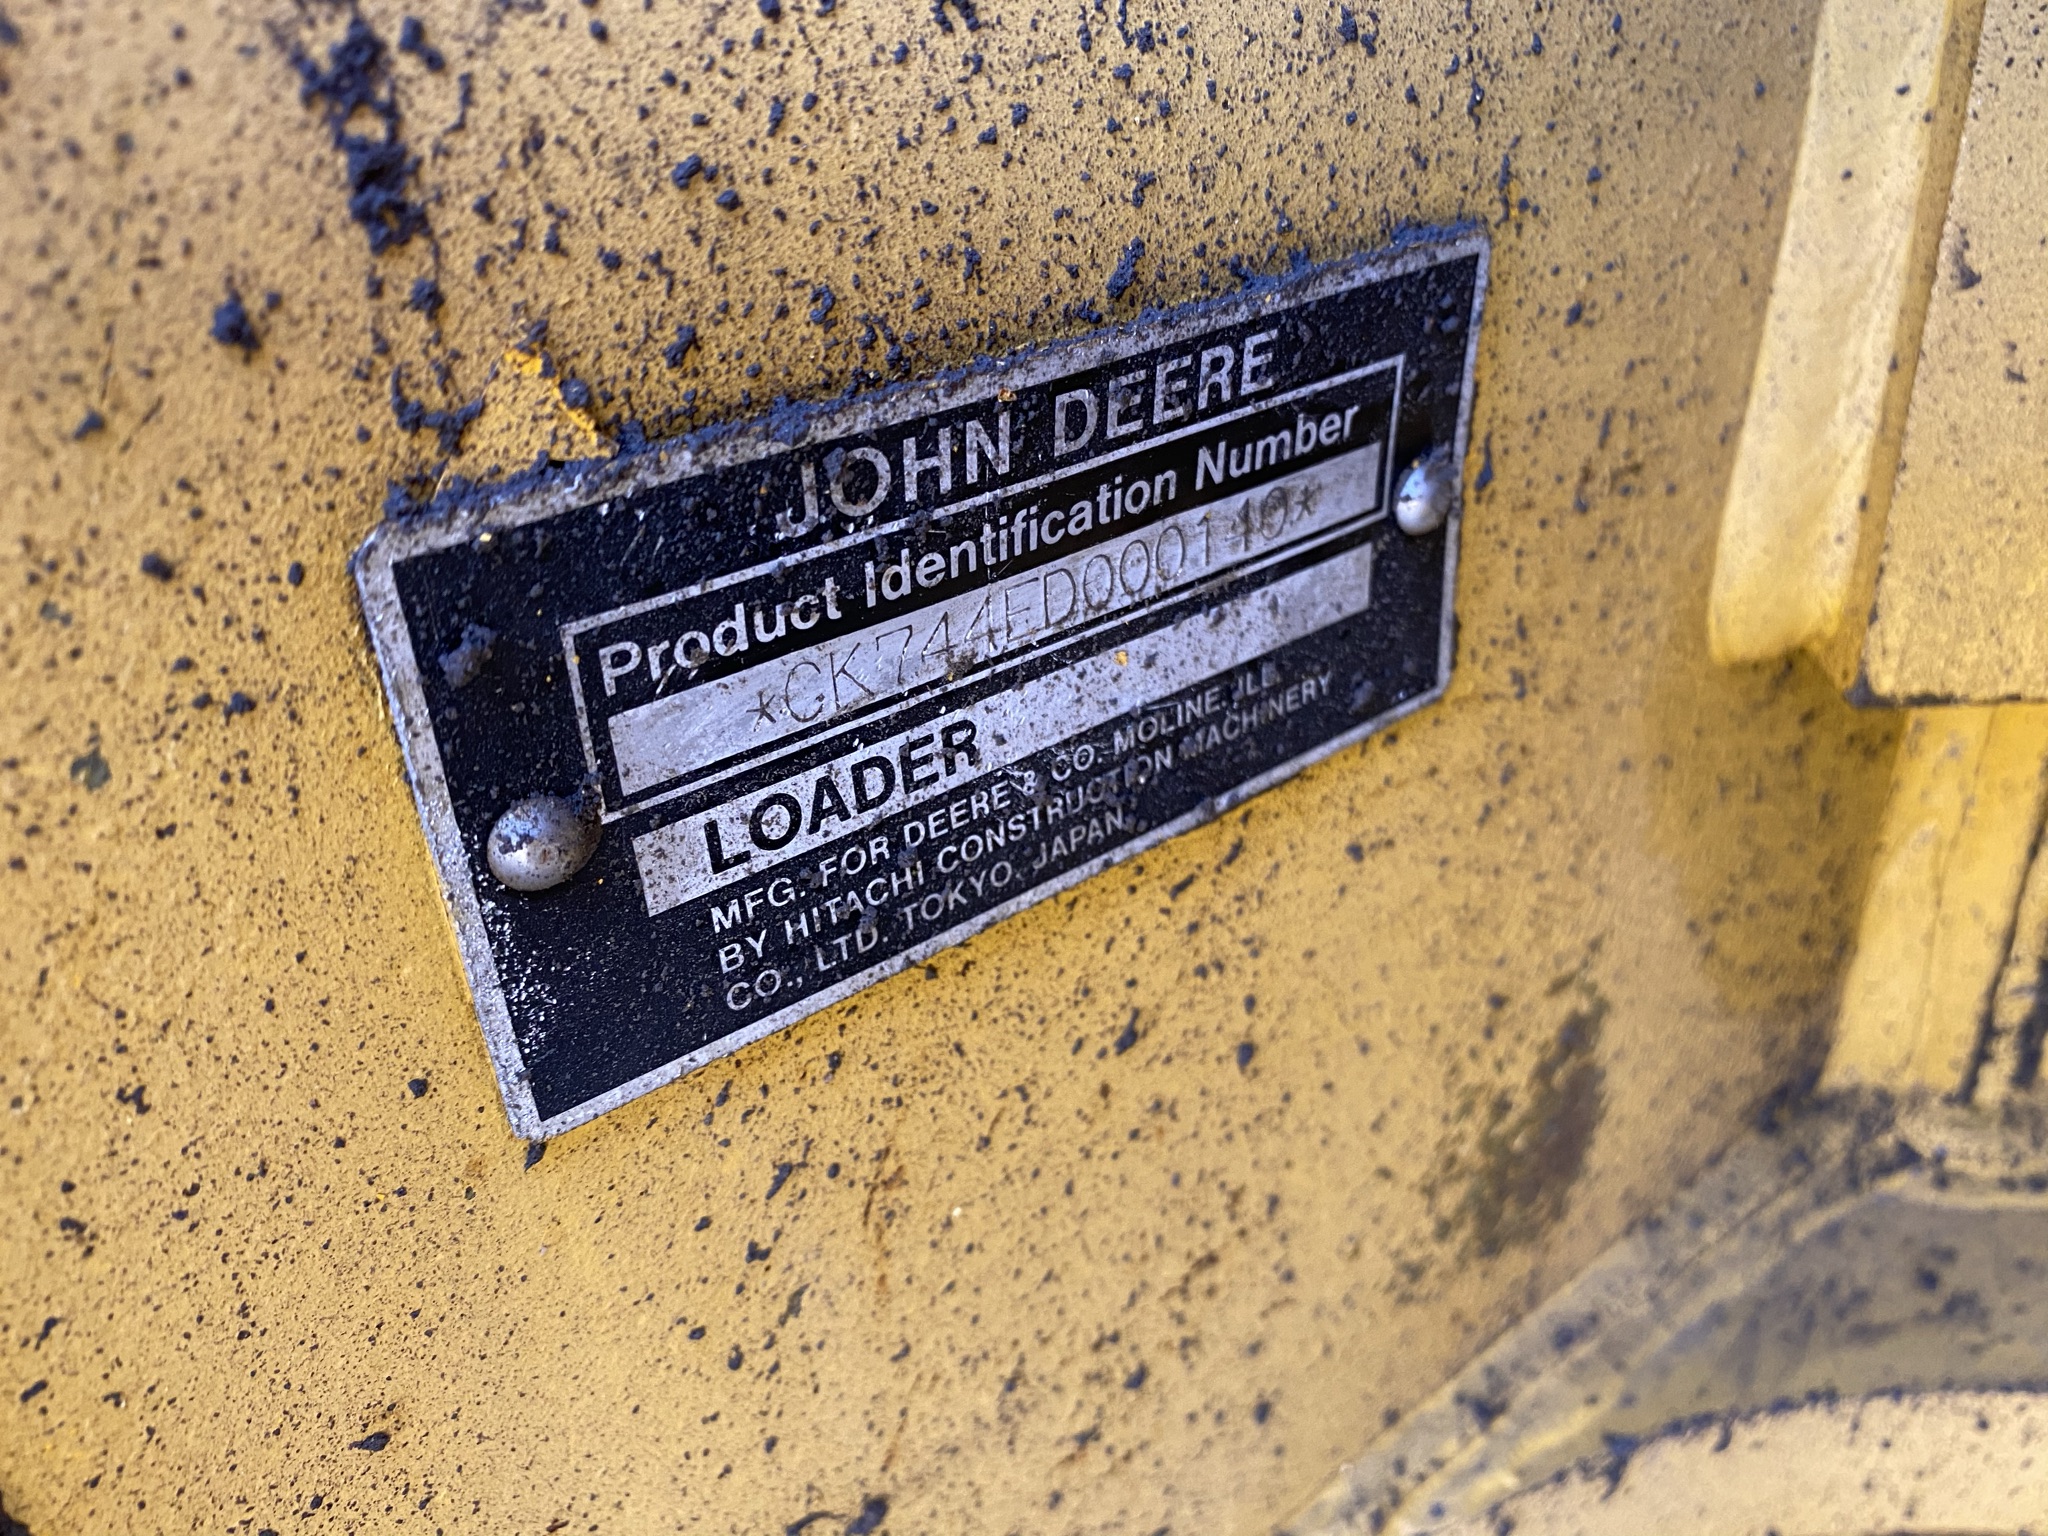 JOHN DEERE
Product Identification Number
*CK744ED000140*
LOADER
MFG. FOR DEERE & CO. MOLINE. ILL.
BY HITACHI CONSTRUCTION MACHINERY
CO., LTD. TOKYO, JAPAN